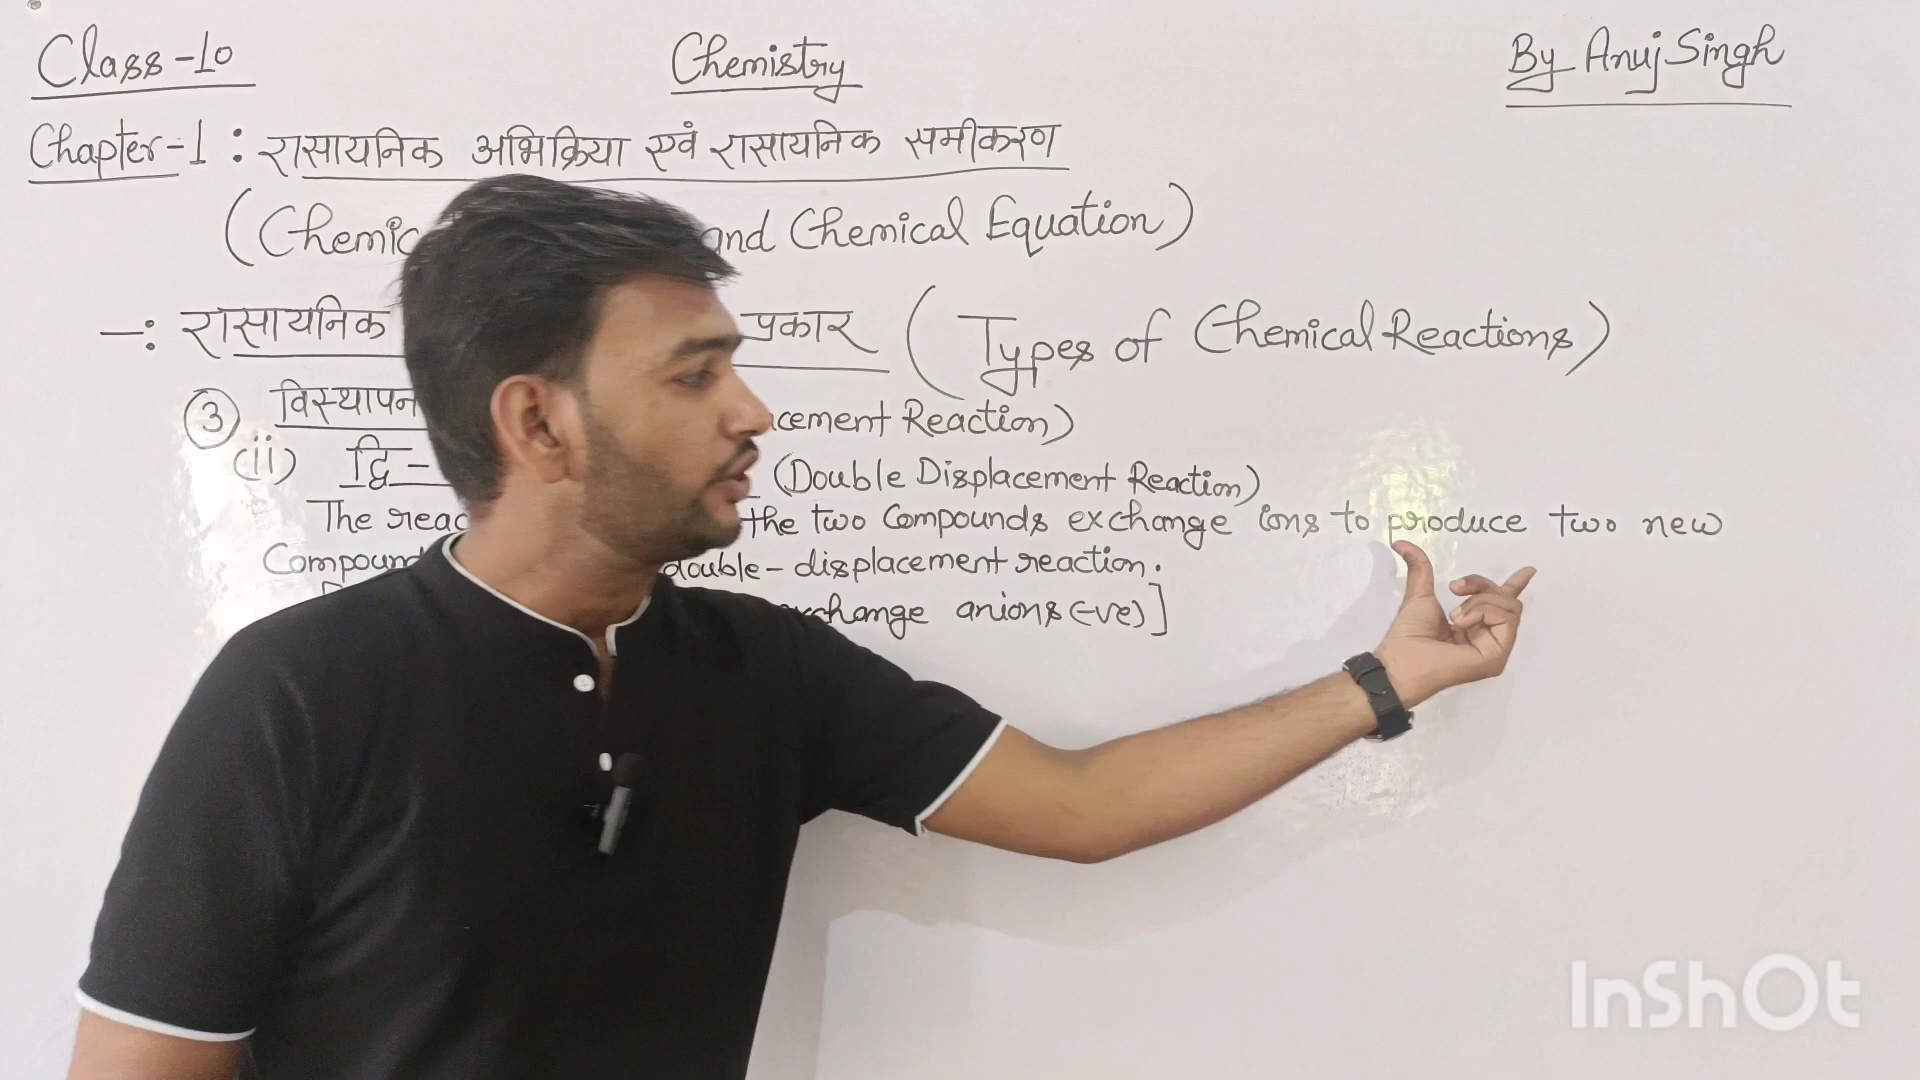 Class-10
Chemistry
By Anuj Singh
Chapter-1 : रासायनिक अभिक्रिया एवं रासायनिक समीकरण
(Chemic and Chemical Equation)
-: रासायनिक प्रकार (Types of Chemical Reactions)
③ विस्थापन acement Reaction)
(ii) द्वि- (Double Displacement Reaction)
The reac the two Compounds exchange ions to produce two new
Compound double-displacement reaction.
exchange anions (-ve)]
InShOt